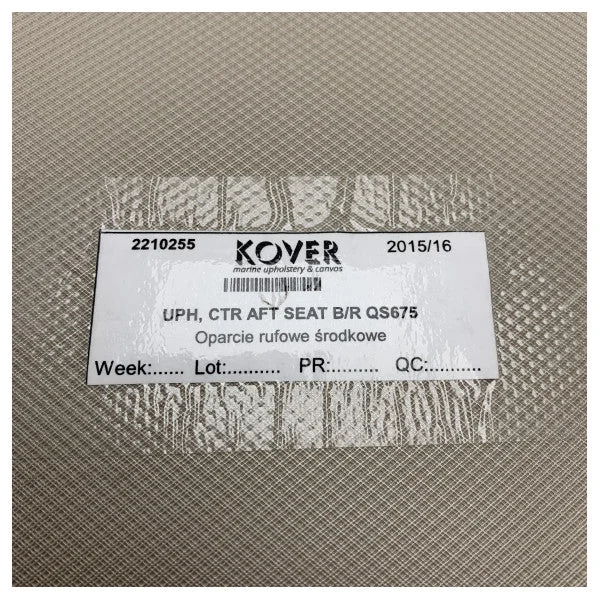 2210255 KOVER 2015/16
marine upholstery & canvas
UPH, CTR AFT SEAT B/R QS675
Oparcie rufowe środkowe
Week:...... Lot:.......... PR:......... QC:..........